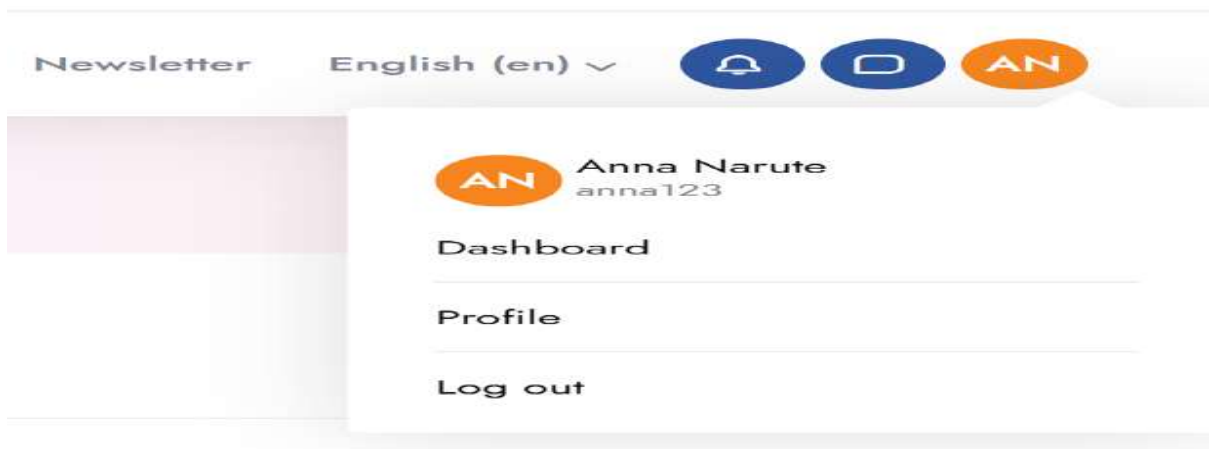 Newsletter English (en) AN
AN Anna Narute
anna123
Dashboard
Profile
Log out